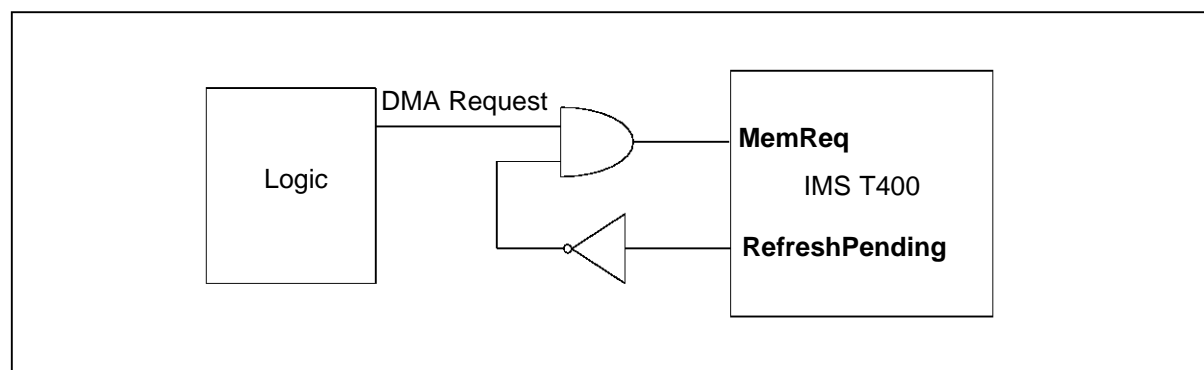 DMA Request
MemReq
Logic
IMS T400
RefreshPending